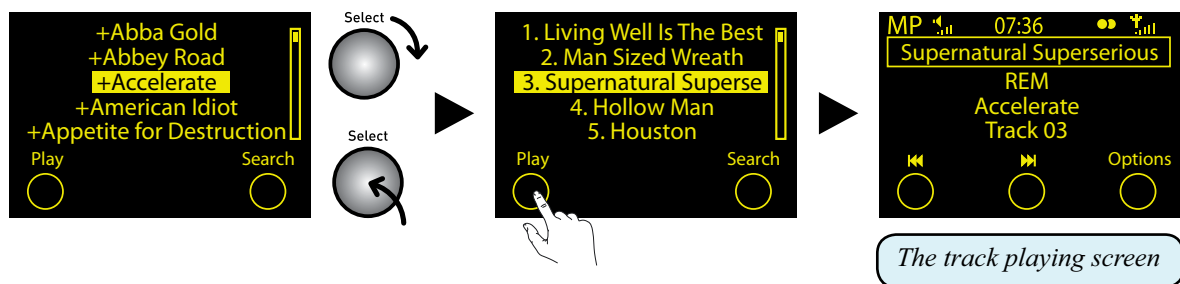 +Abba Gold
+Abbey Road
+Accelerate
+American Idiot
+Appetite for Destruction
Play Search
Select
Select
1. Living Well Is The Best
2. Man Sized Wreath
3. Supernatural Superse
4. Hollow Man
5. Houston
Play Search
MP 07:36
Supernatural Superserious
REM
Accelerate
Track 03
Options
The track playing screen